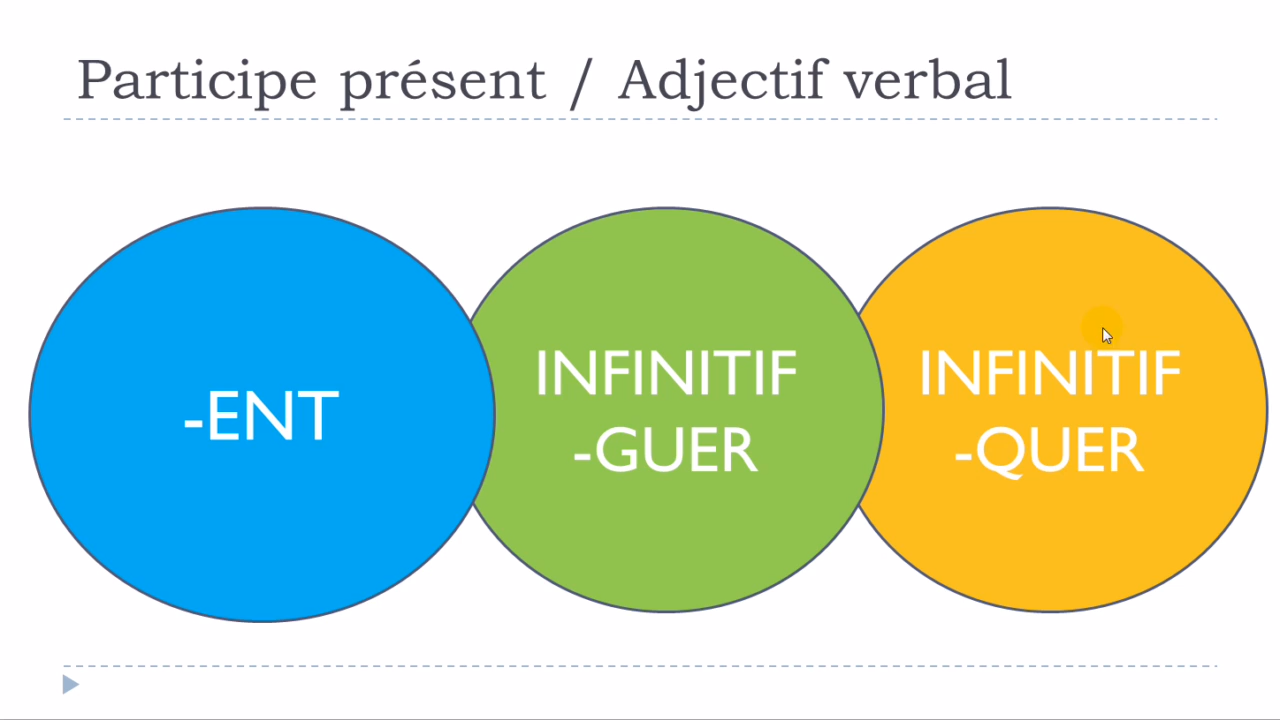 Participe présent / Adjectif verbal
-ENT
INFINITIF
-GUER
INFINITIF
-QUER